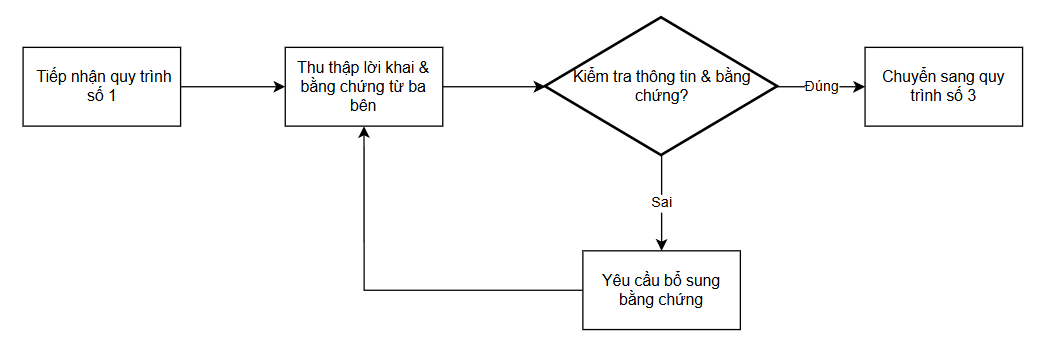 Tiếp nhận quy trình
số 1
Thu thập lời khai &
bằng chứng từ ba
bên
Kiểm tra thông tin & bằng
chứng?
Đúng
Chuyển sang quy
trình số 3
Sai
Yêu cầu bổ sung
bằng chứng